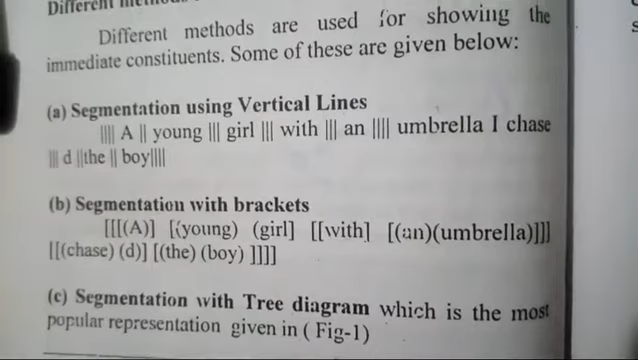 Different
Different methods are used for showing the
immediate constituents. Some of these are given below:
(a) Segmentation using Vertical Lines
|||| A || young ||| girl ||| with ||| an |||| umbrella I chase
||| d ||the || boy||||
(b) Segmentation with brackets
[[[(A)] [(young) (girl] [[with] [(an)(umbrella)]]]
[[(chase) (d)] [(the) (boy) ]]]]
(c) Segmentation with Tree diagram which is the most
popular representation given in ( Fig-1)